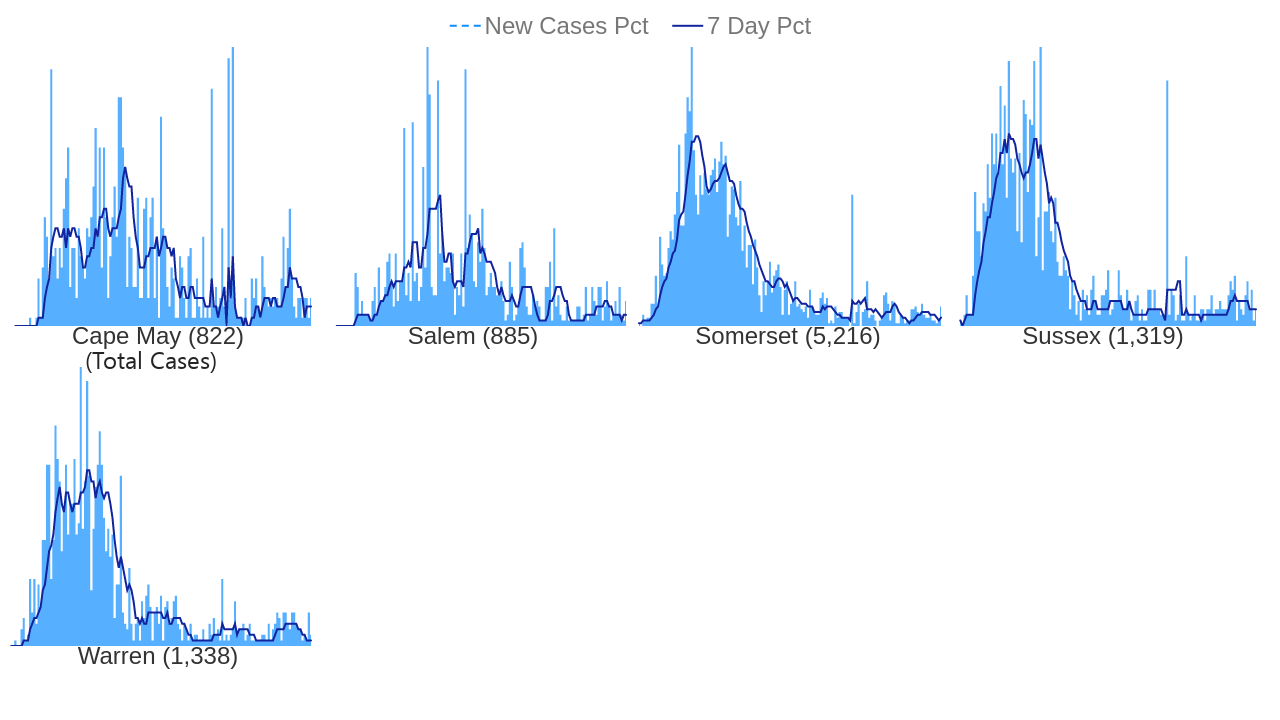 New Cases Pct 7 Day Pct
Cape May (822) Salem (885) Somerset (5,216) Sussex (1,319)
(Total Cases)
Warren (1,338)